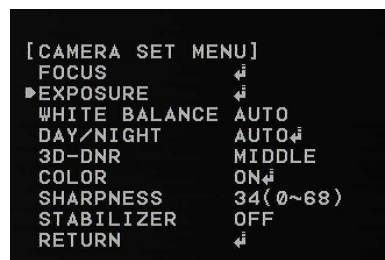 [CAMERA SET MENU]
FOCUS ↲
▶EXPOSURE ↲
WHITE BALANCE AUTO
DAY/NIGHT AUTO↲
3D-DNR MIDDLE
COLOR ON↲
SHARPNESS 34(0~68)
STABILIZER OFF
RETURN ↲